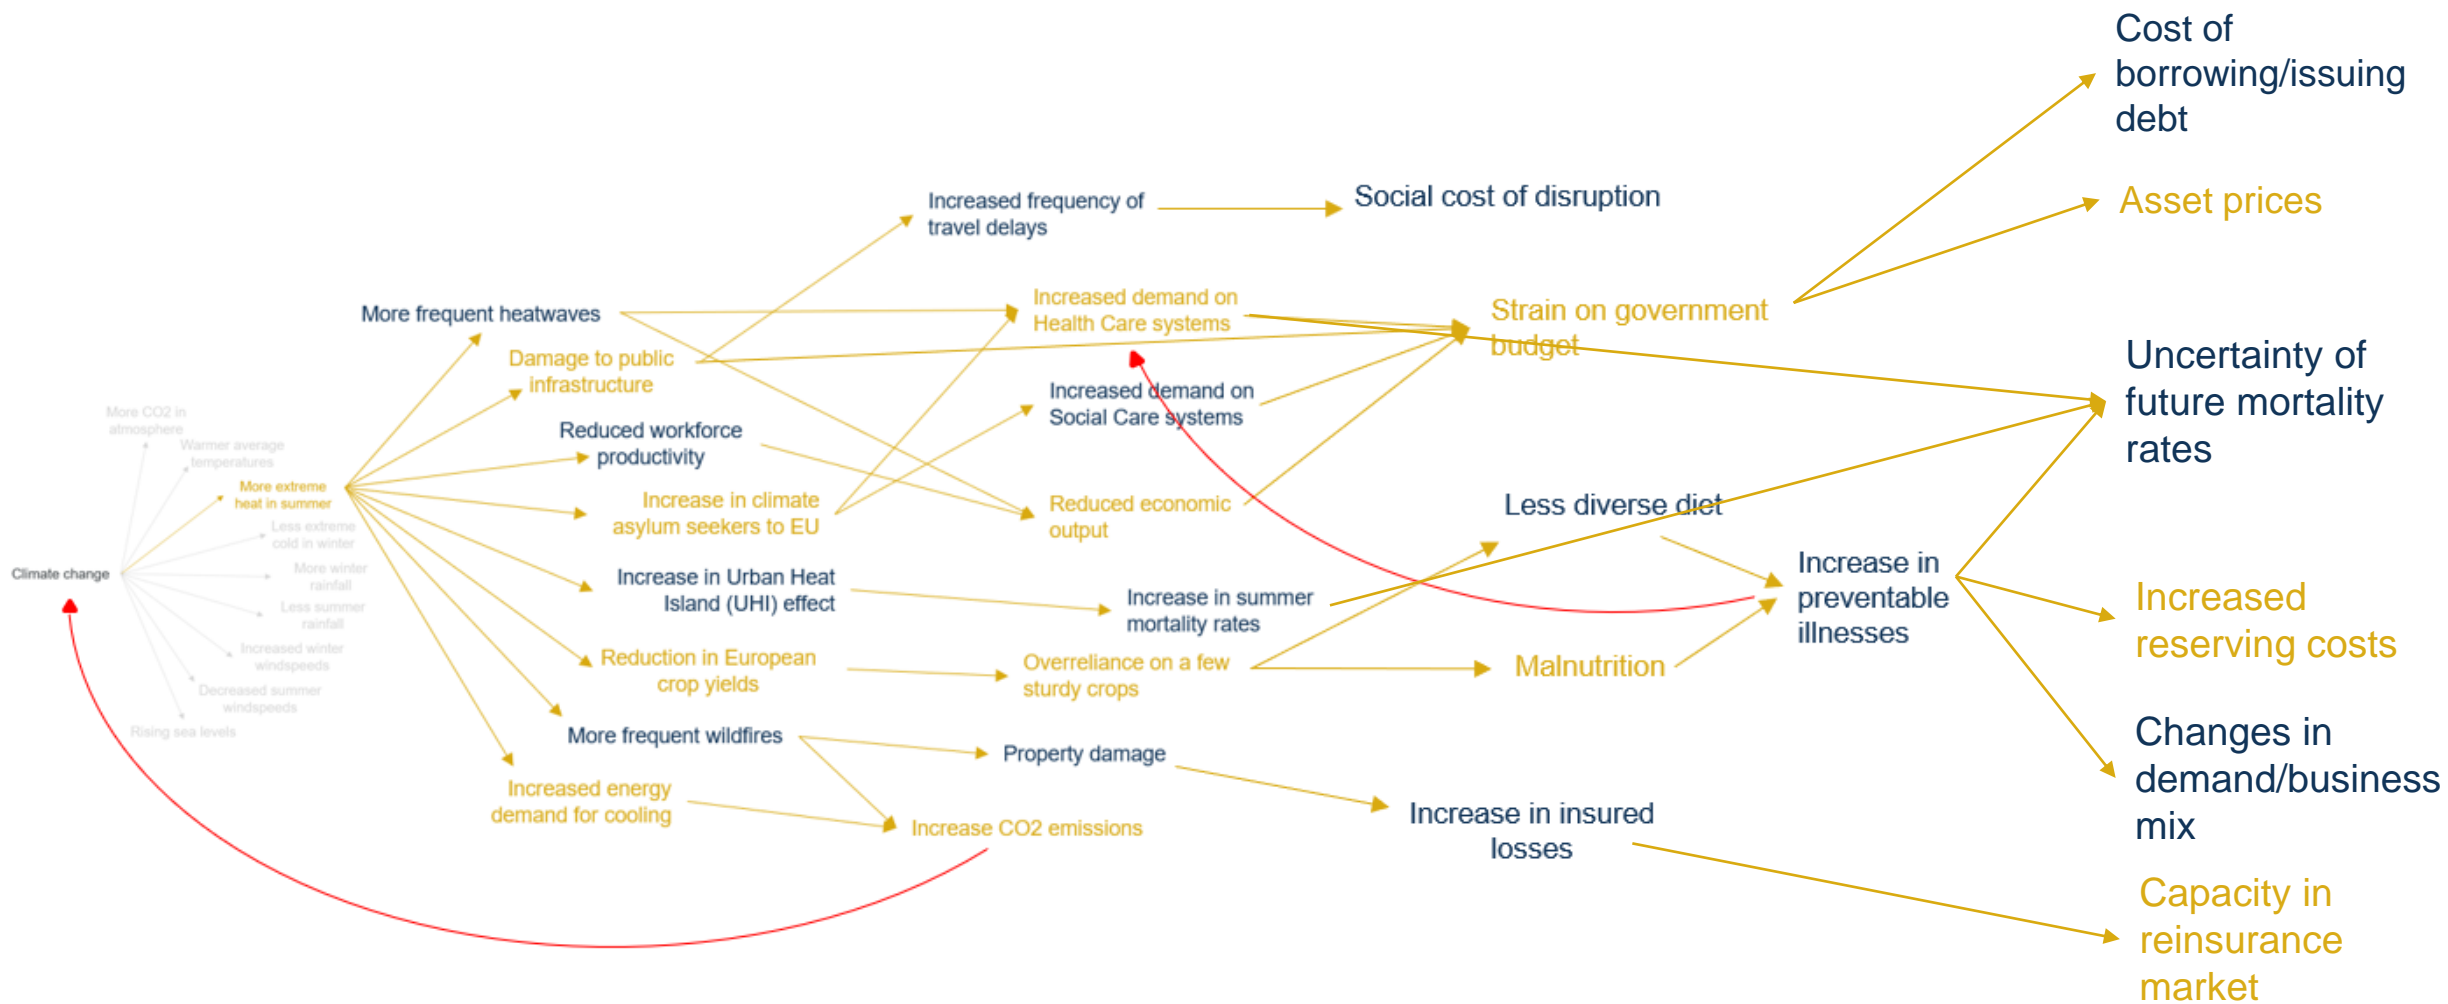 Climate change
More CO2 in
atmosphere
Warmer average
temperatures
More extreme
heat in summer
Less extreme
cold in winter
More winter
rainfall
Less summer
rainfall
Increased winter
windspeeds
Decreased summer
windspeeds
Rising sea levels
More frequent heatwaves
Damage to public
infrastructure
Reduced workforce
productivity
Increase in climate
asylum seekers to EU
Increase in Urban Heat
Island (UHI) effect
Reduction in European
crop yields
More frequent wildfires
Increased energy
demand for cooling
Increased frequency of
travel delays
Increased demand on
Health Care systems
Increased demand on
Social Care systems
Reduced economic
output
Increase in summer
mortality rates
Overreliance on a few
sturdy crops
Property damage
Increase CO2 emissions
Social cost of disruption
Strain on government
budget
Less diverse diet
Malnutrition
Increase in insured
losses
Increase in
preventable
illnesses
Cost of
borrowing/issuing
debt
Asset prices
Uncertainty of
future mortality
rates
Increased
reserving costs
Changes in
demand/business
mix
Capacity in
reinsurance
market